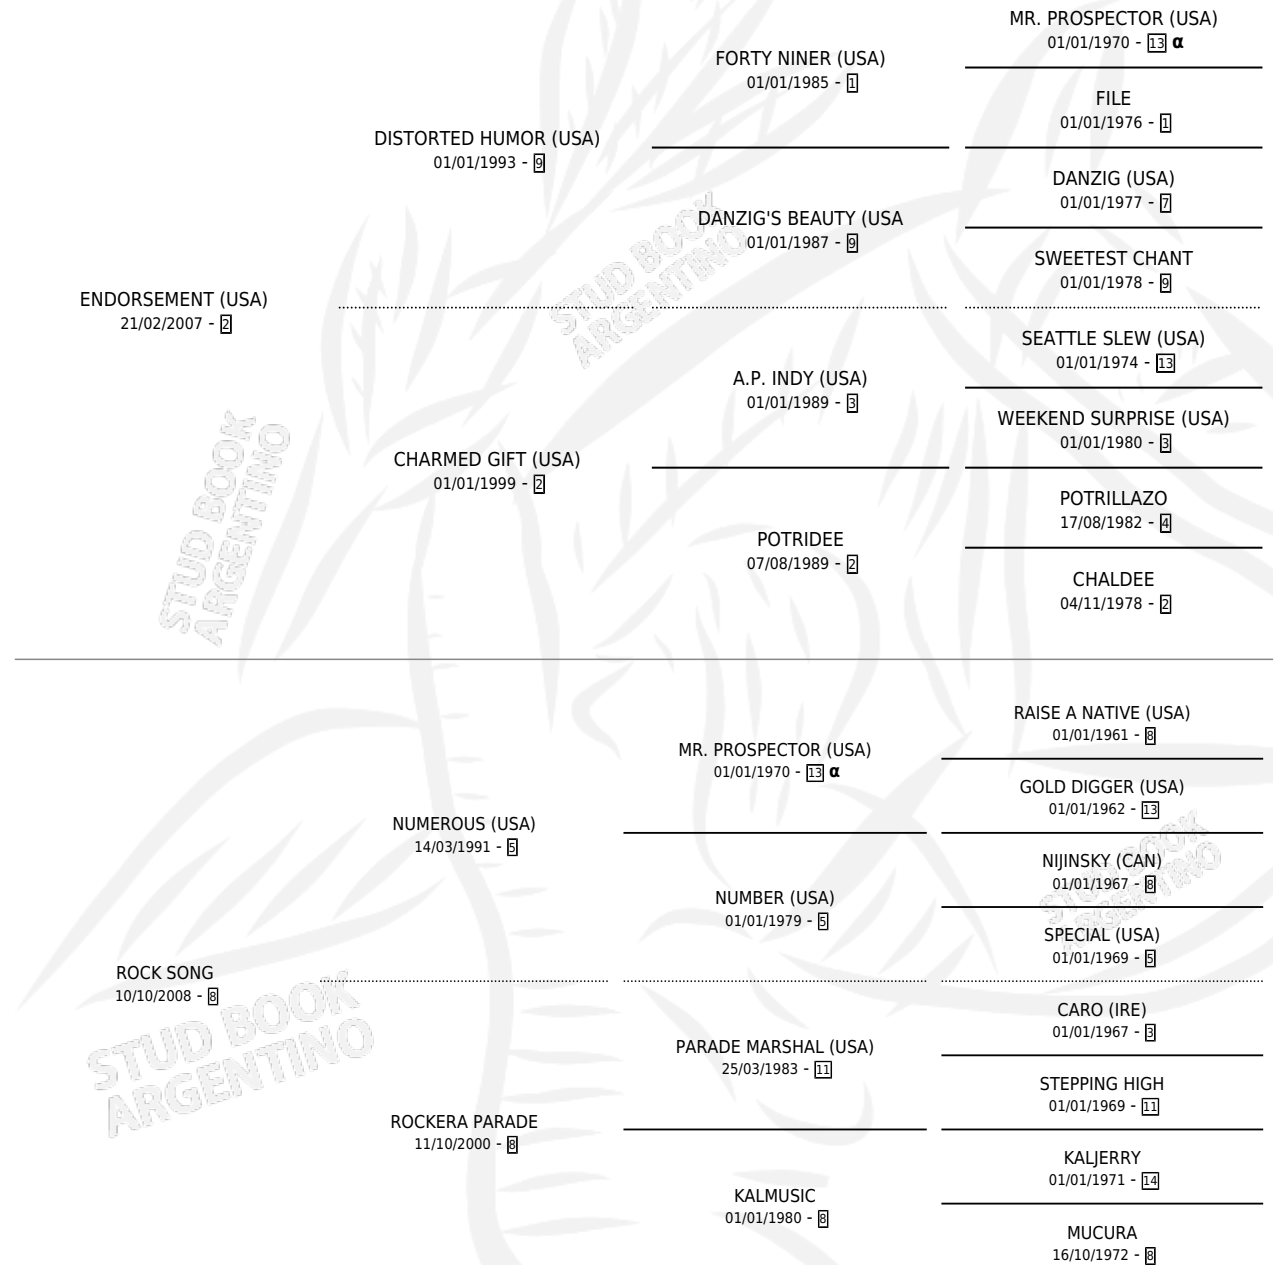 MR. PROSPECTOR (USA)
01/01/1970 - 13 α
FORTY NINER (USA)
01/01/1985 - 1
FILE
01/01/1976 - 1
DISTORTED HUMOR (USA)
01/01/1993 - 9
DANZIG (USA)
01/01/1977 - 7
DANZIG'S BEAUTY (USA
01/01/1987 - 9
SWEETEST CHANT
01/01/1978 - 9
ENDORSEMENT (USA)
21/02/2007 - 2
SEATTLE SLEW (USA)
01/01/1974 - 13
A.P. INDY (USA)
01/01/1989 - 3
WEEKEND SURPRISE (USA)
01/01/1980 - 3
CHARMED GIFT (USA)
01/01/1999 - 2
POTRILLAZO
17/08/1982 - 4
POTRIDEE
07/08/1989 - 2
CHALDEE
04/11/1978 - 2
STUD BOOK
ARGENTINO
STUD BOOK
ARGENTINO
RAISE A NATIVE (USA)
01/01/1961 - 8
MR. PROSPECTOR (USA)
01/01/1970 - 13 α
GOLD DIGGER (USA)
01/01/1962 - 13
NUMEROUS (USA)
14/03/1991 - 5
NIJINSKY (CAN)
01/01/1967 - 8
NUMBER (USA)
01/01/1979 - 5
SPECIAL (USA)
01/01/1969 - 5
ROCK SONG
10/10/2008 - 8
CARO (IRE)
01/01/1967 - 3
PARADE MARSHAL (USA)
25/03/1983 - 11
STEPPING HIGH
01/01/1969 - 11
ROCKERA PARADE
11/10/2000 - 8
KALJERRY
01/01/1971 - 14
KALMUSIC
01/01/1980 - 8
MUCURA
16/10/1972 - 8
STUD BOOK
ARGENTINO
STUD BOOK
ARGENTINO